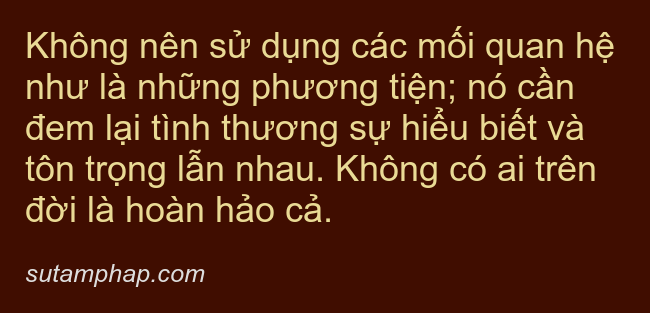 Không nên sử dụng các mối quan hệ
như là những phương tiện; nó cần
đem lại tình thương sự hiểu biết và
tôn trọng lẫn nhau. Không có ai trên
đời là hoàn hảo cả.
sutamphap.com